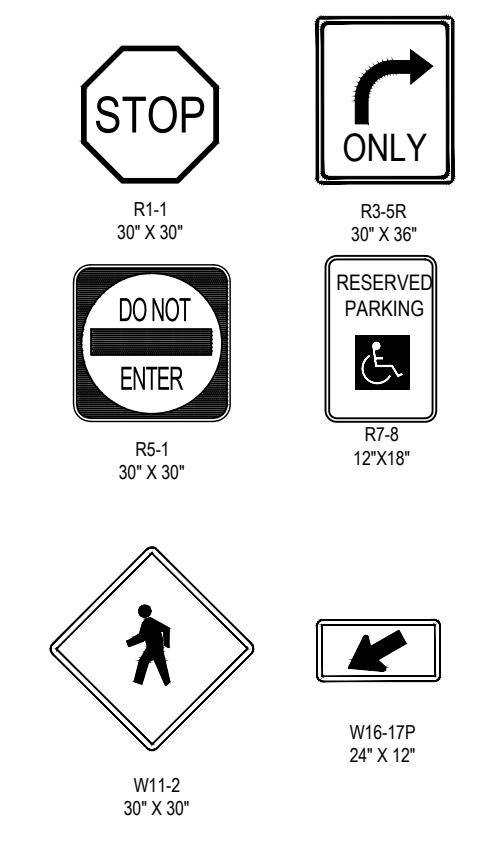 STOP
R1-1
30" X 30"
ONLY
R3-5R
30" X 36"
DO NOT
ENTER
R5-1
30" X 30"
RESERVED
PARKING
R7-8
12"X18"
W11-2
30" X 30"
W16-17P
24" X 12"